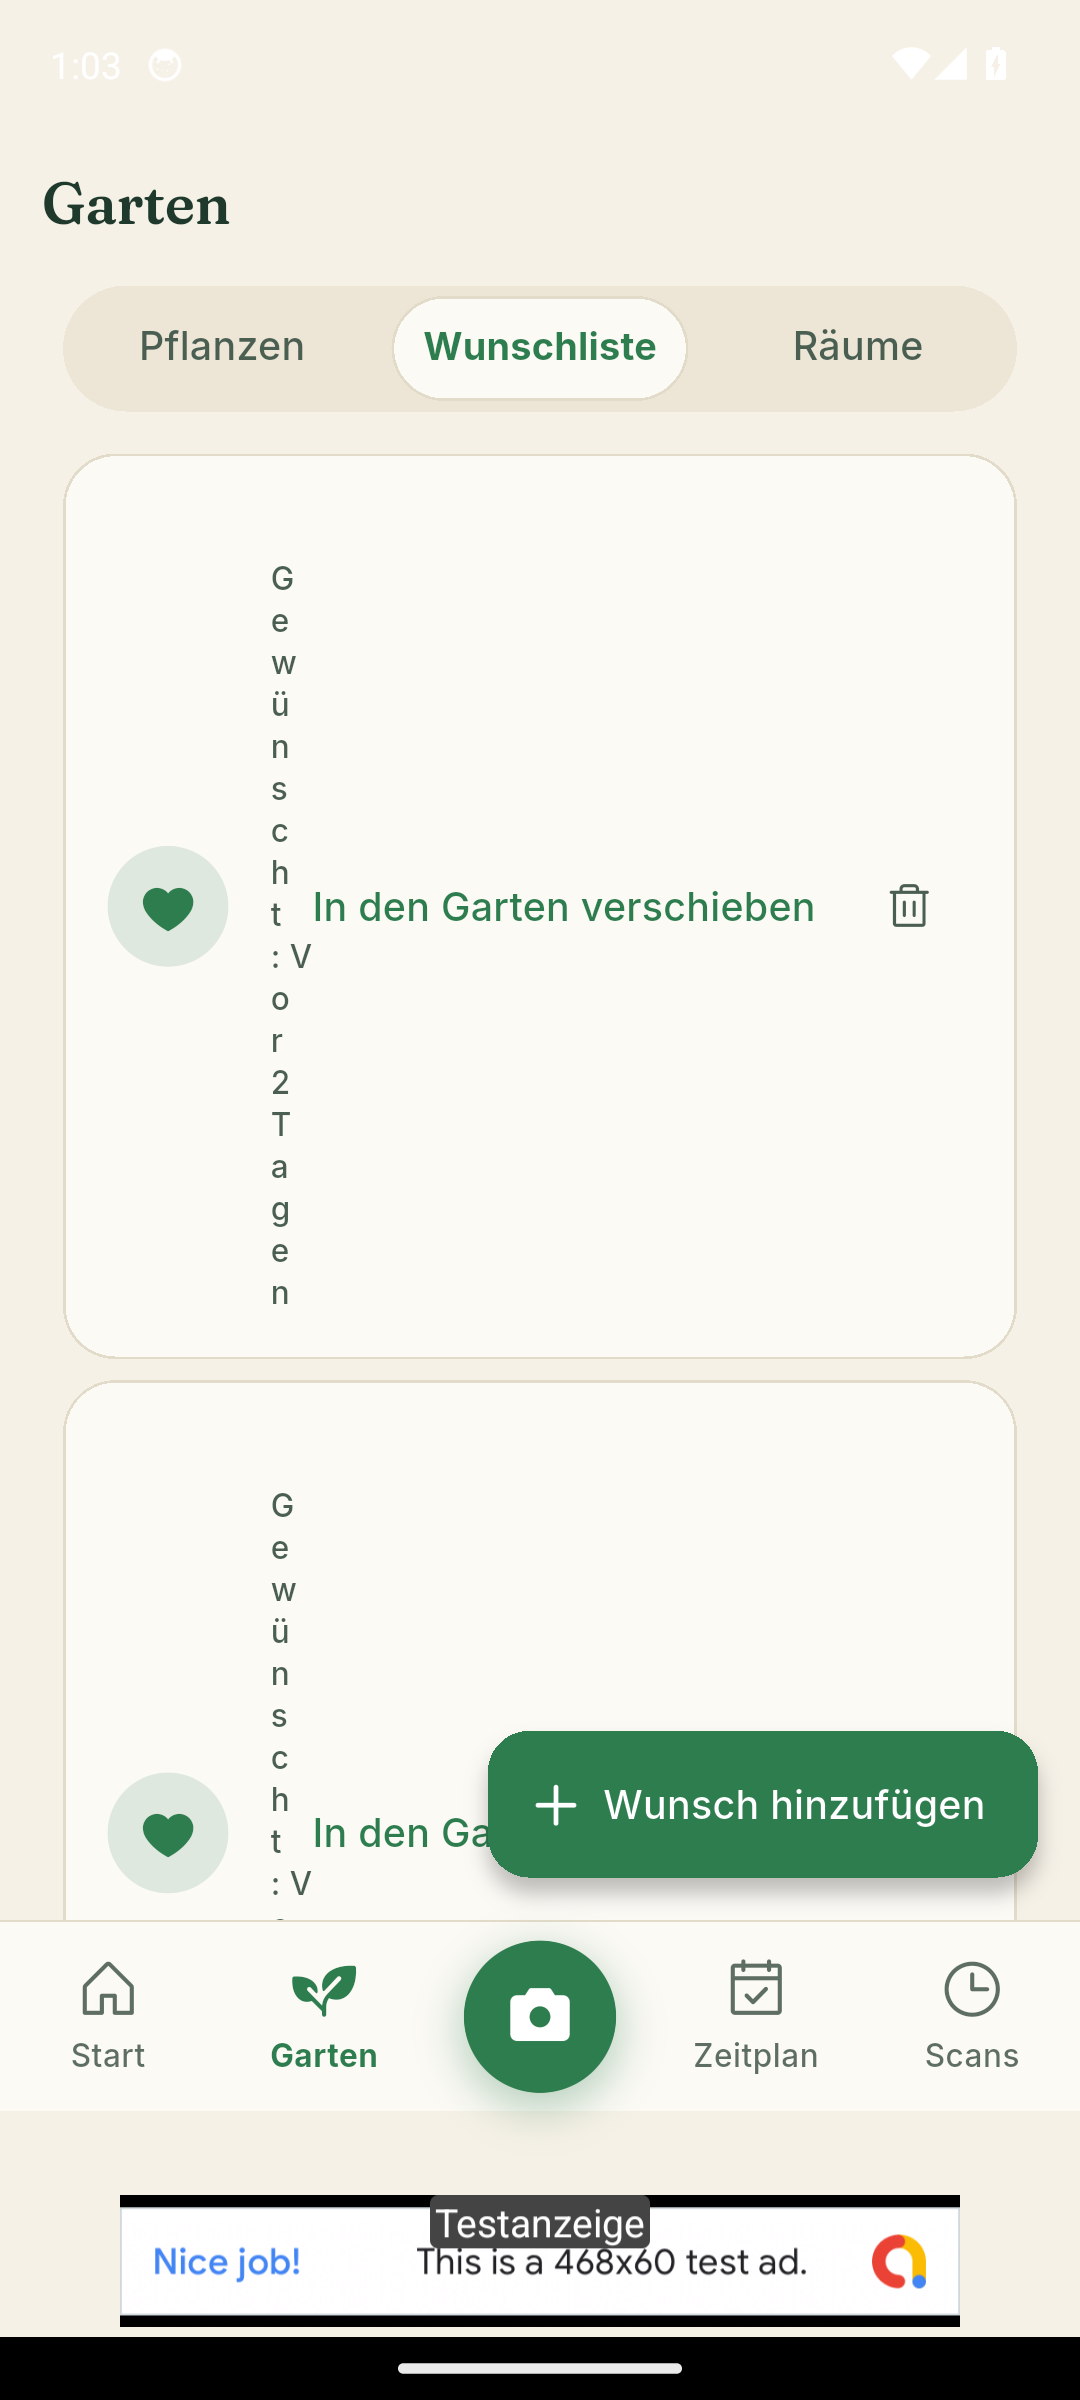 1:03
Garten
Pflanzen
Wunschliste
Räume
G
e
w
ü
n
s
c
h
t
: V
o
r
2
T
a
g
e
n
In den Garten verschieben
G
e
w
ü
n
s
c
h
t
: V
In den Ga
Wunsch hinzufügen
Start
Garten
Zeitplan
Scans
Testanzeige
Nice job!
This is a 468x60 test ad.